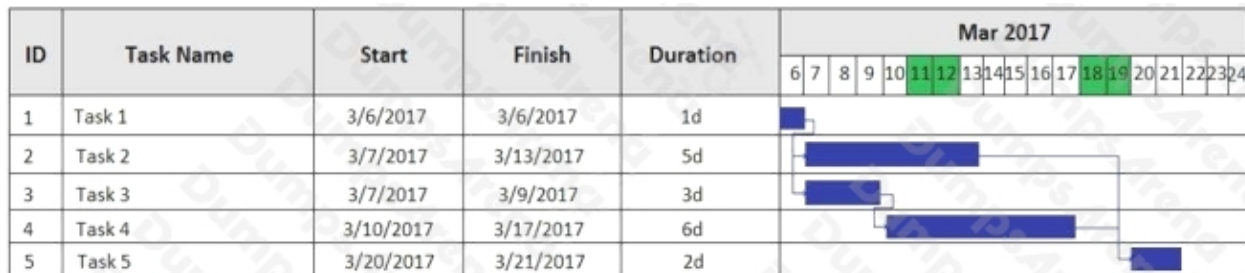 ID Task Name Start Finish Duration Mar 2017
6 7 8 9 10 11 12 13 14 15 16 17 18 19 20 21 22 23 24
1 Task 1 3/6/2017 3/6/2017 1d
2 Task 2 3/7/2017 3/13/2017 5d
3 Task 3 3/7/2017 3/9/2017 3d
4 Task 4 3/10/2017 3/17/2017 6d
5 Task 5 3/20/2017 3/21/2017 2d
DumpsArena